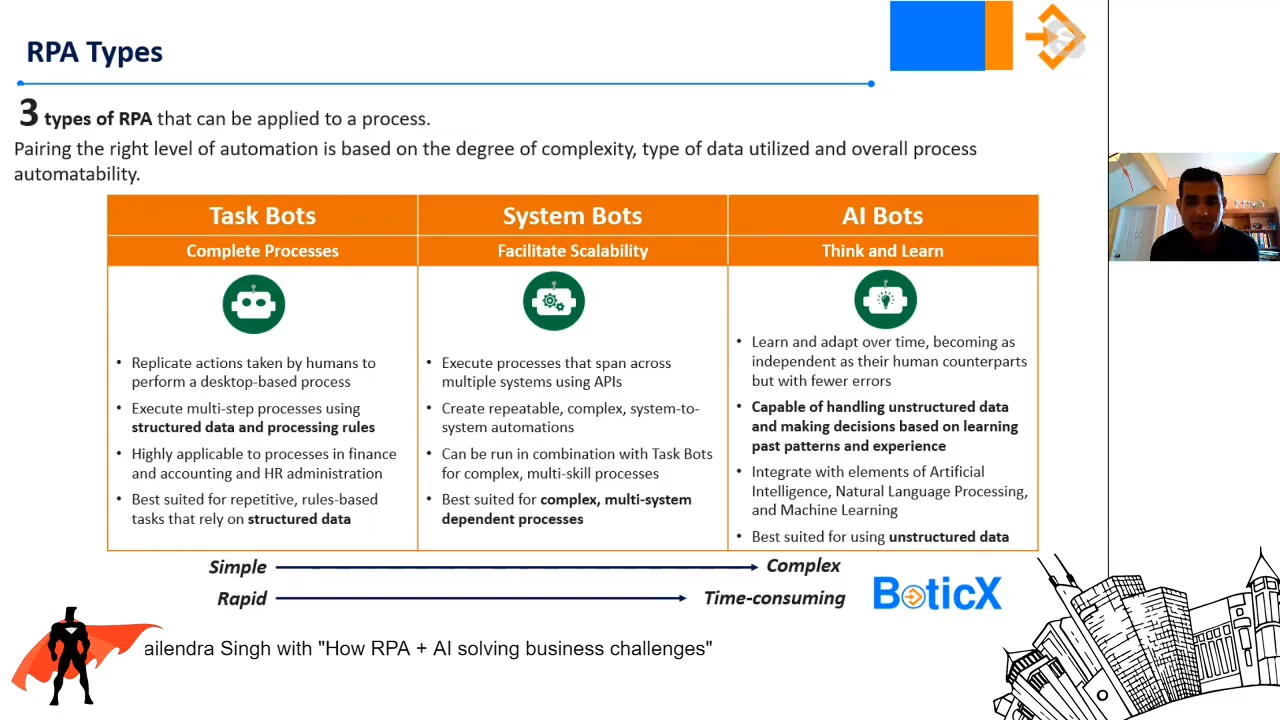 RPA Types
3 types of RPA that can be applied to a process.
Pairing the right level of automation is based on the degree of complexity, type of data utilized and overall process
automatability.
Task Bots
Complete Processes
• Replicate actions taken by humans to
perform a desktop-based process
• Execute multi-step processes using
structured data and processing rules
• Highly applicable to processes in finance
and accounting and HR administration
• Best suited for repetitive, rules-based
tasks that rely on structured data
System Bots
Facilitate Scalability
• Execute processes that span across
multiple systems using APIs
• Create repeatable, complex, system-to-
system automations
• Can be run in combination with Task Bots
for complex, multi-skill processes
• Best suited for complex, multi-system
dependent processes
AI Bots
Think and Learn
• Learn and adapt over time, becoming as
independent as their human counterparts
but with fewer errors
• Capable of handling unstructured data
and making decisions based on learning
past patterns and experience
• Integrate with elements of Artificial
Intelligence, Natural Language Processing,
and Machine Learning
• Best suited for using unstructured data
Simple
Complex
Rapid
Time-consuming
BoticX
ailendra Singh with "How RPA + AI solving business challenges"